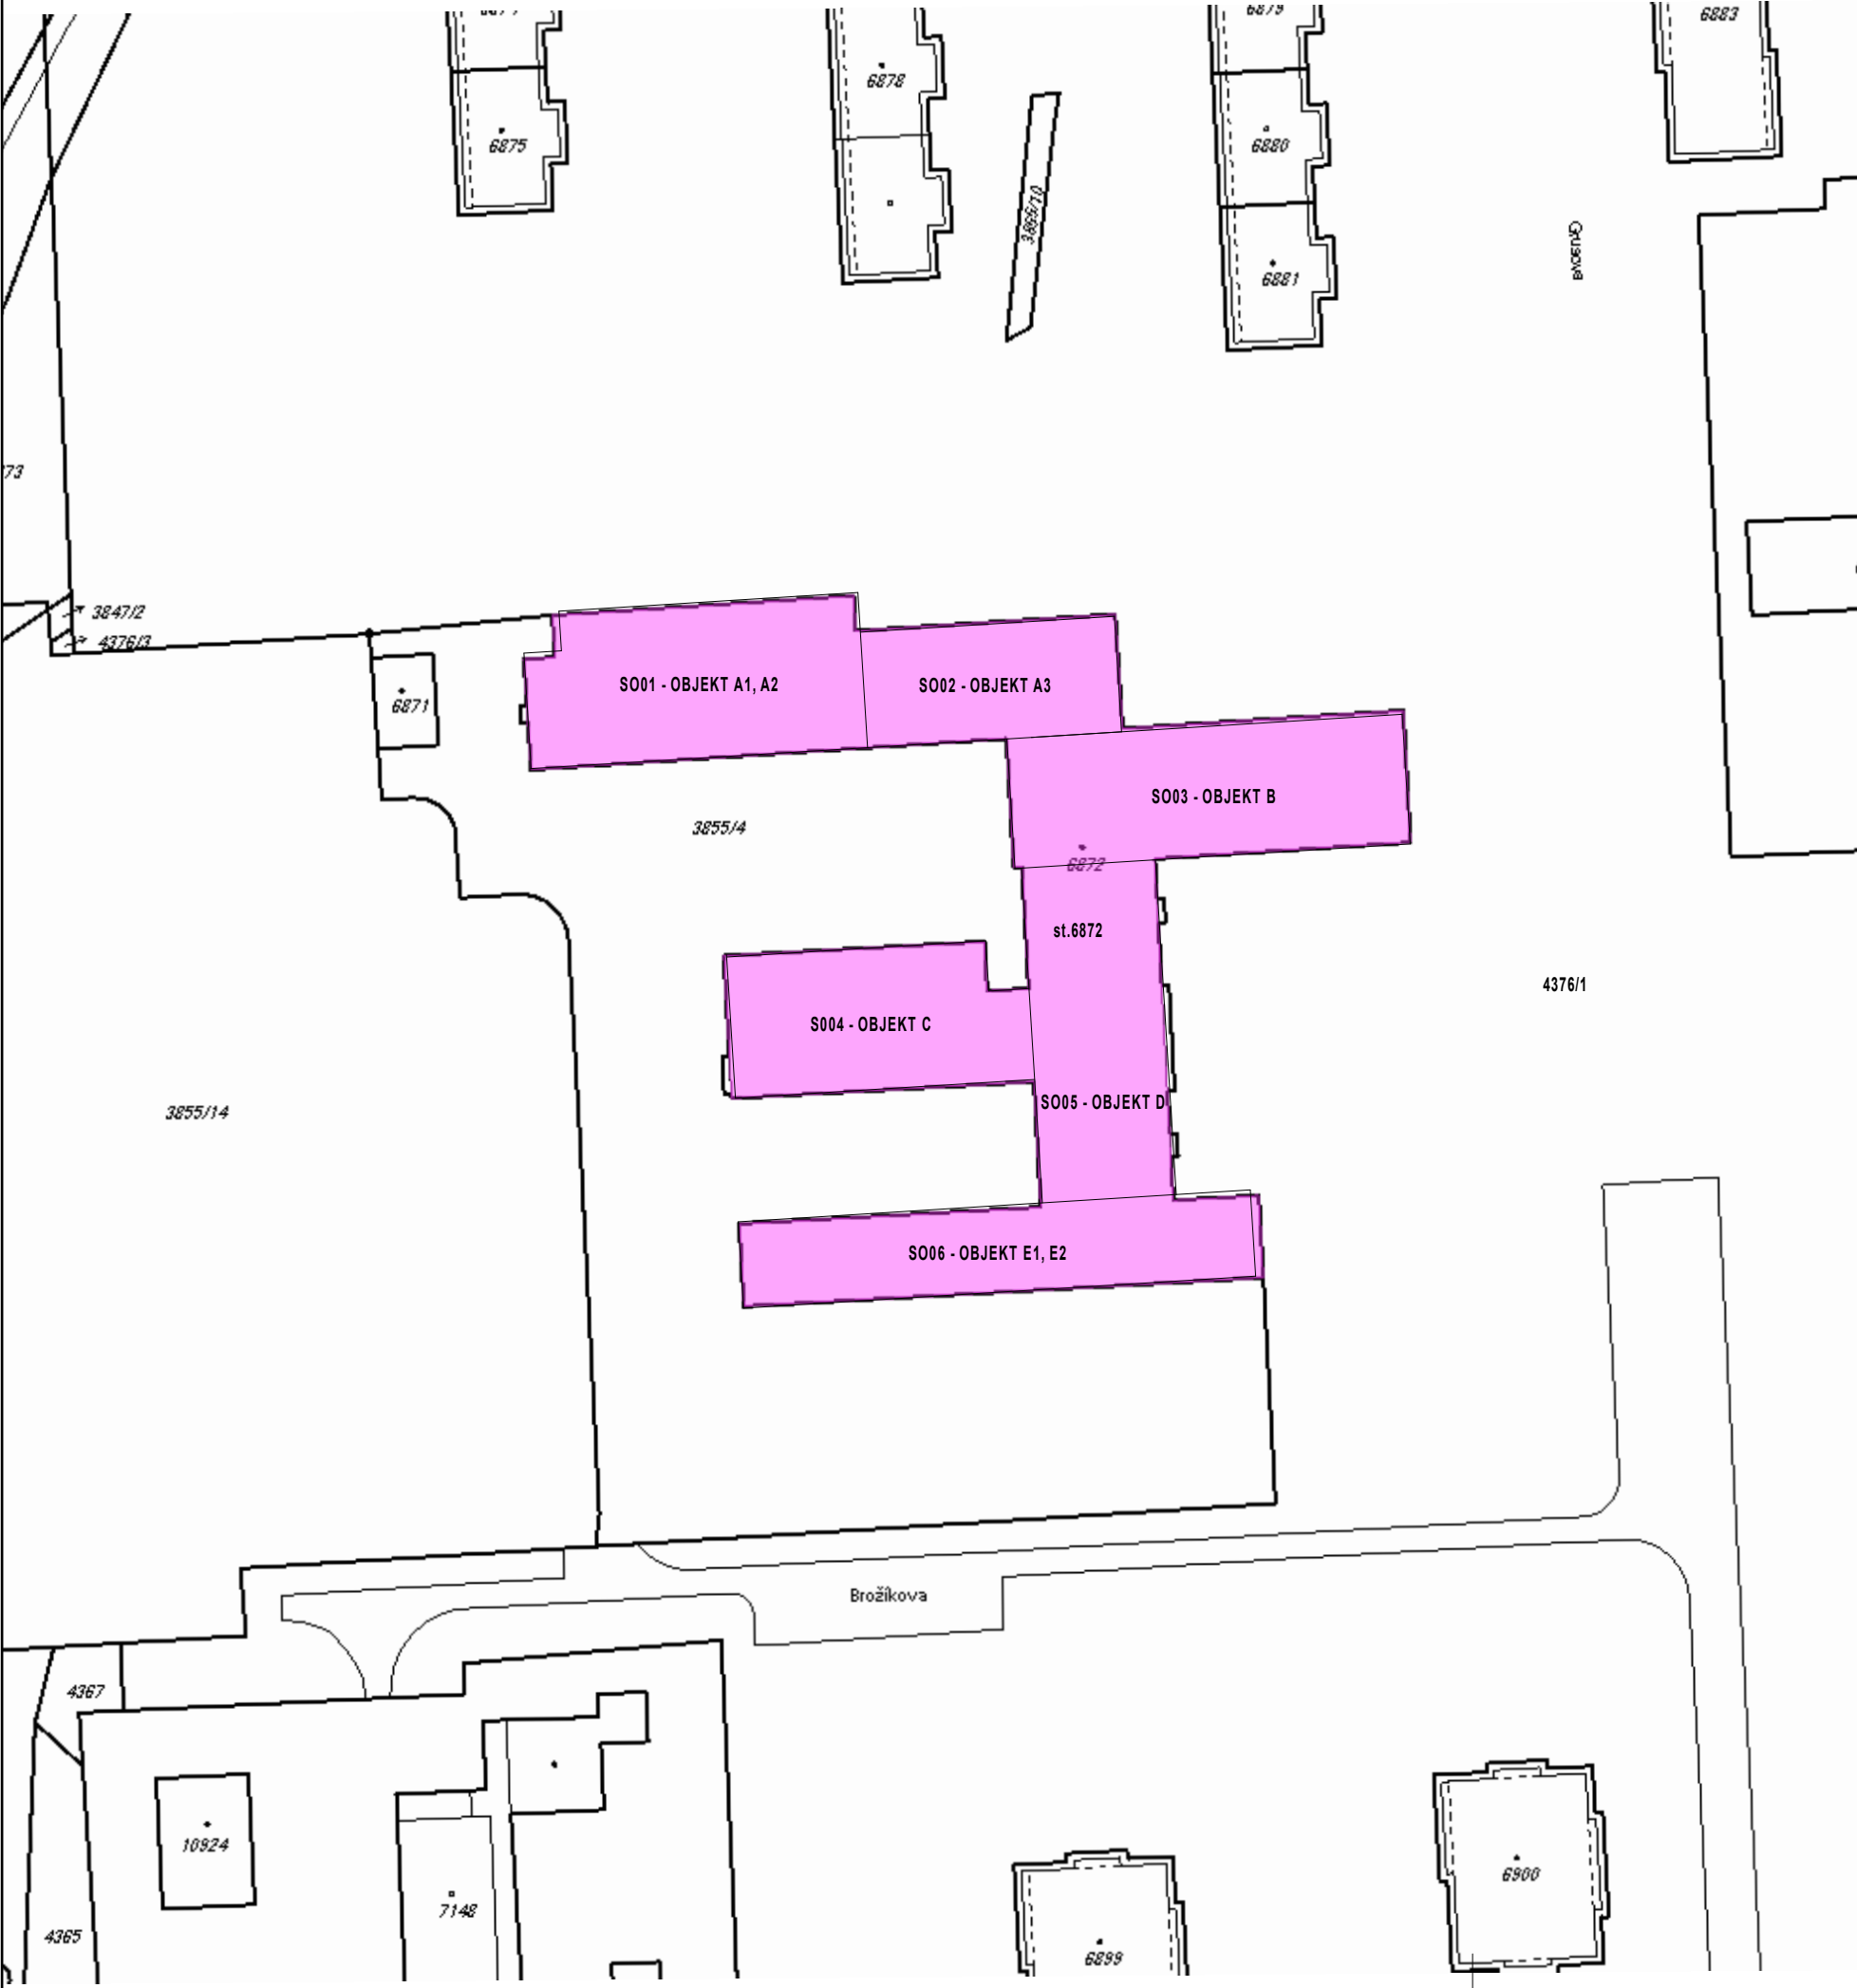 6879
6883
6878
6875
6880
3855/10
Gusova
6881
73
3847/2
4376/3
SO01 - OBJEKT A1, A2
SO02 - OBJEKT A3
6871
SO03 - OBJEKT B
3855/4
6872
st.6872
4376/1
S004 - OBJEKT C
SO05 - OBJEKT D
3855/14
SO06 - OBJEKT E1, E2
Brožíkova
4367
10924
6900
7148
4365
6899